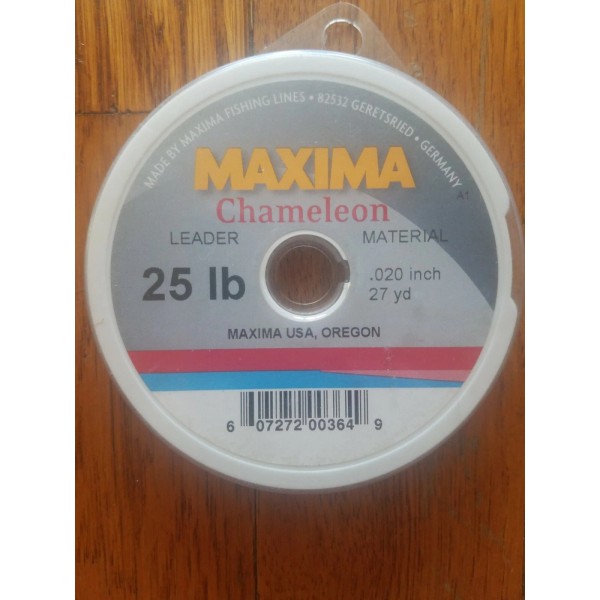 MADE BY MAXIMA FISHING LINES • 82532 GERETSRIED • GERMANY
MAXIMA
A1
Chameleon
LEADER MATERIAL
25 lb
.020 inch
27 yd
MAXIMA USA, OREGON
6 07272 00364 9